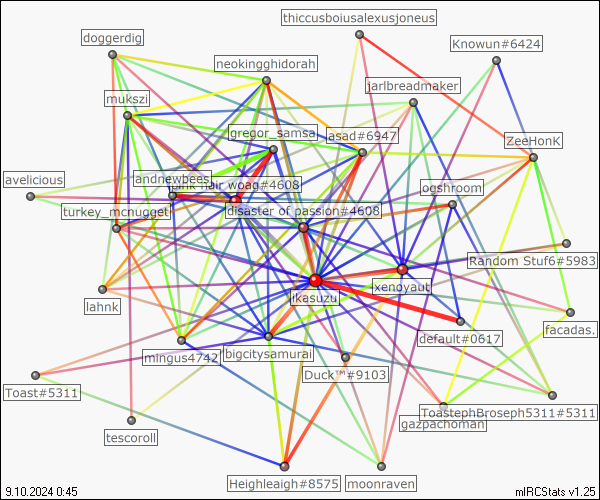 thiccusboiusalexusjoneus
doggerdig
Knowun#6424
neokingghidorah
jarlbreadmaker
mukszi
gregor_samsa
asad#6947
ZeeHonK
andnewbees
pink hair woag#4608
avelicious
ogshroom
turkey_mcnugget
disaster of passion#4608
Random Stuf6#5983
ixenoyaut
ikasuzu
lahnk
facadas.
default#0617
mingus4742
bigcitysamurai
Duck™#9103
Toast#5311
ToastephBroseph5311#5311
gazpachoman
tescoroll
Heighleaigh#8575
moonraven
9.10.2024 0:45
mIRCStats v1.25